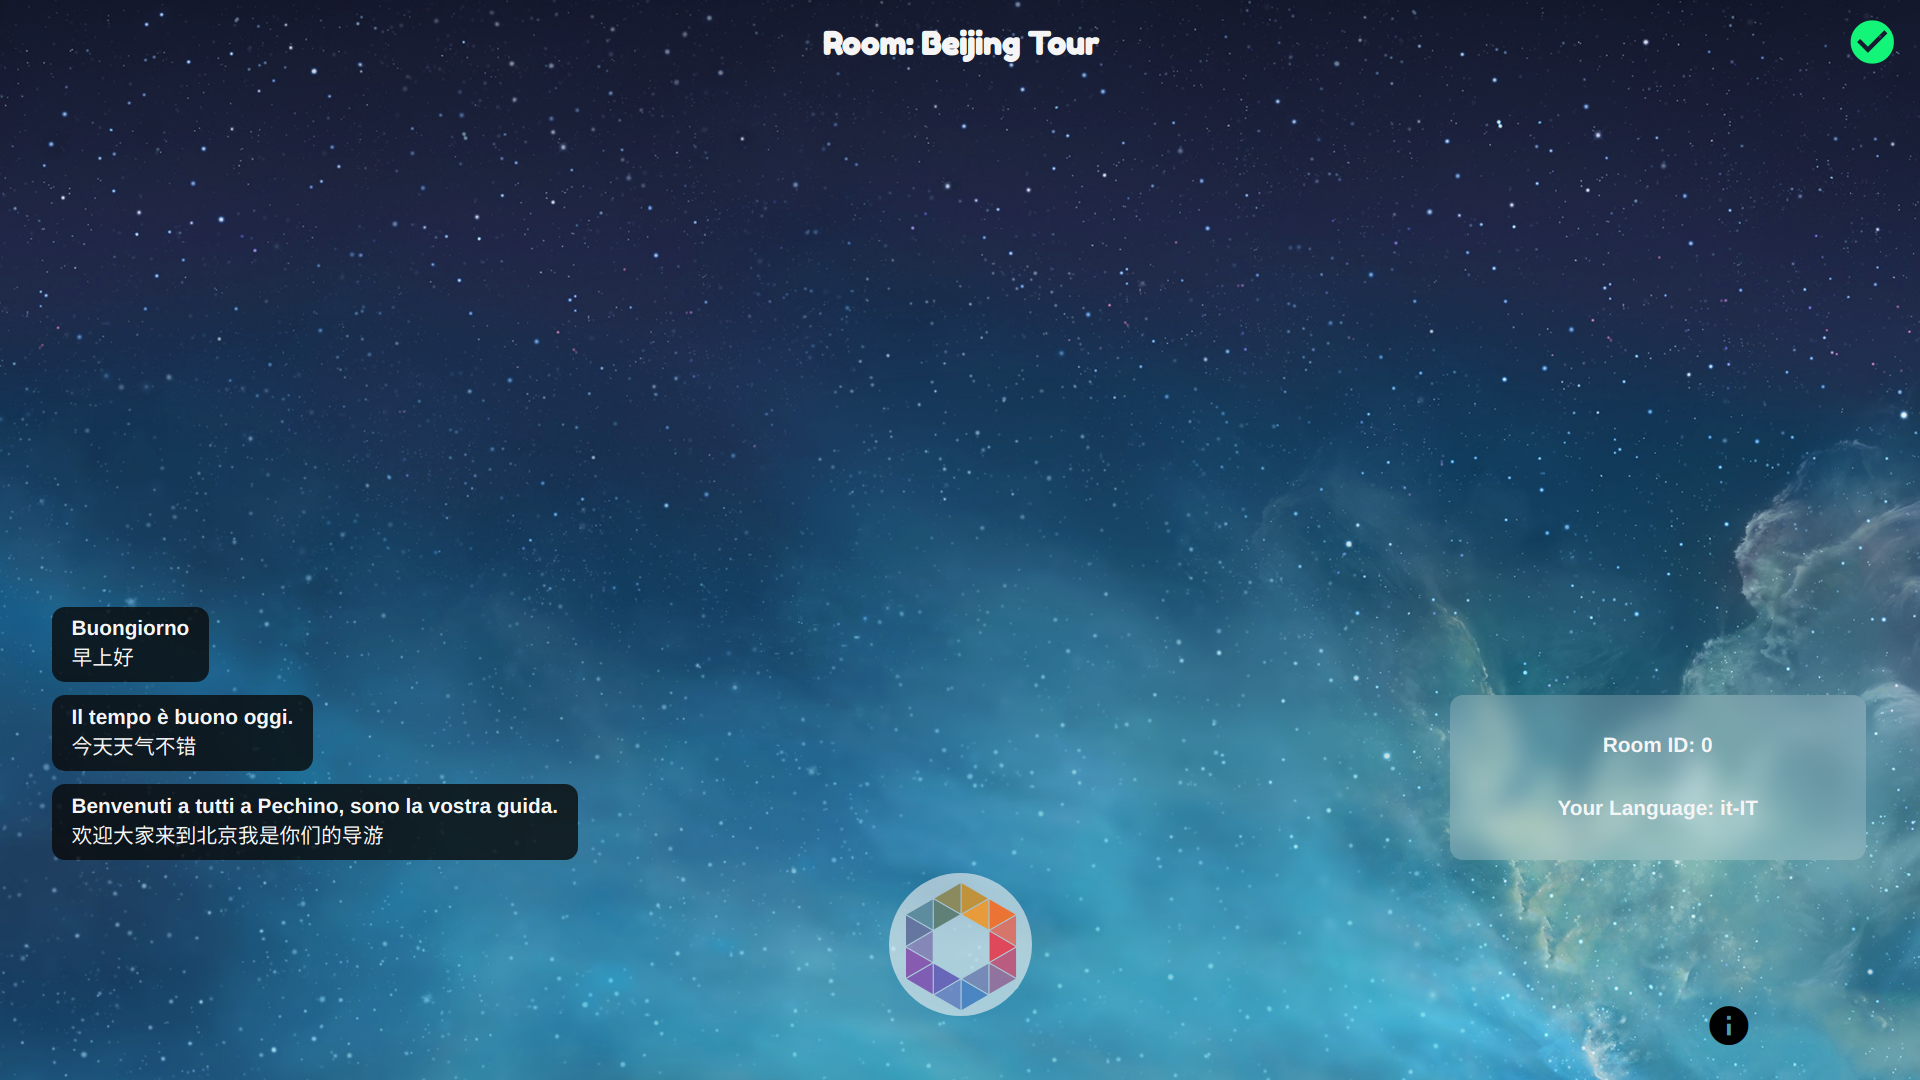 Room: Beijing Tour
Buongiorno
早上好
Il tempo è buono oggi.
今天天气不错
Benvenuti a tutti a Pechino, sono la vostra guida.
欢迎大家来到北京我是你们的导游
Room ID: 0
Your Language: it-IT